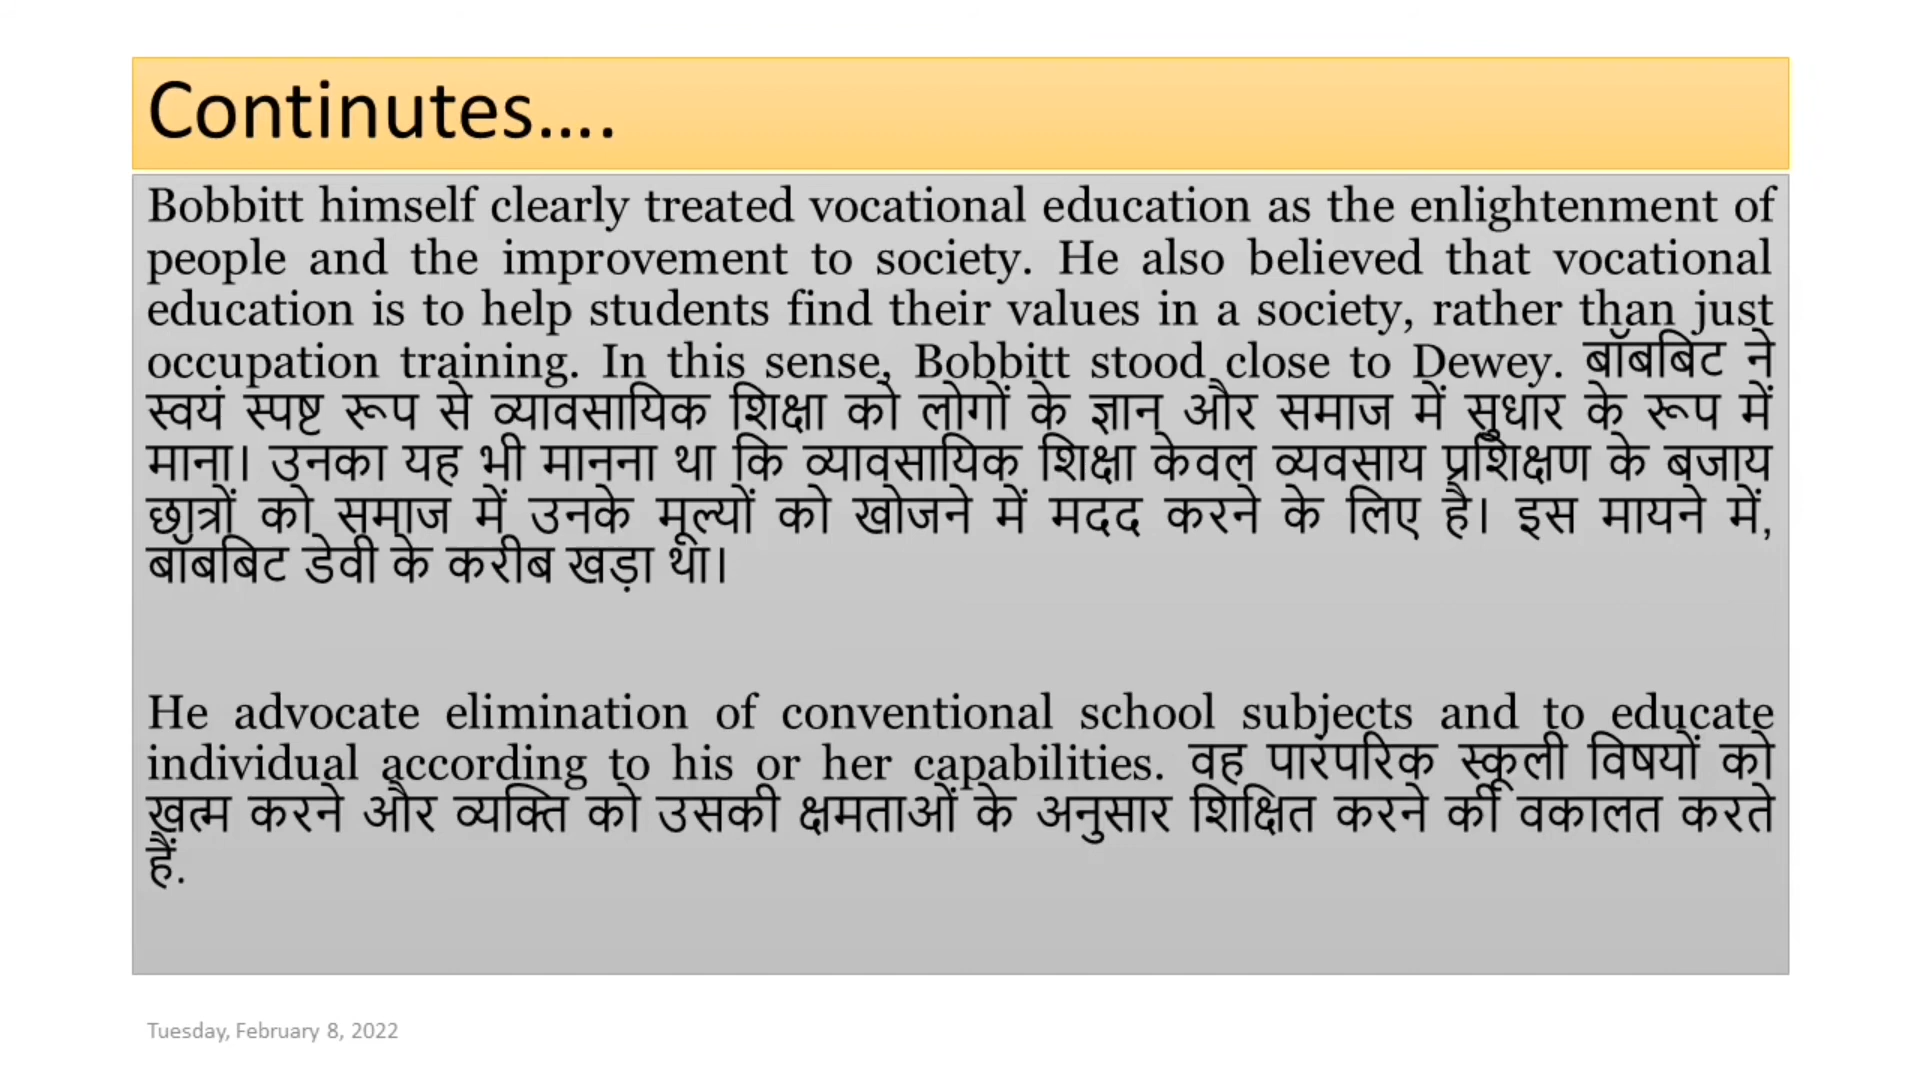 Continutes....
Bobbitt himself clearly treated vocational education as the enlightenment of
people and the improvement to society. He also believed that vocational
education is to help students find their values in a society, rather than just
occupation training. In this sense, Bobbitt stood close to Dewey. बॉबबिट ने
स्वयं स्पष्ट रूप से व्यावसायिक शिक्षा को लोगों के ज्ञान और समाज में सुधार के रूप में
माना। उनका यह भी मानना था कि व्यावसायिक शिक्षा केवल व्यवसाय प्रशिक्षण के बजाय
छात्रों को समाज में उनके मूल्यों को खोजने में मदद करने के लिए है। इस मायने में,
बॉबबिट डेवी के करीब खड़ा था।
He advocate elimination of conventional school subjects and to educate
individual according to his or her capabilities. वह पारंपरिक स्कूली विषयों को
खत्म करने और व्यक्ति को उसकी क्षमताओं के अनुसार शिक्षित करने की वकालत करते
हैं.
Tuesday, February 8, 2022